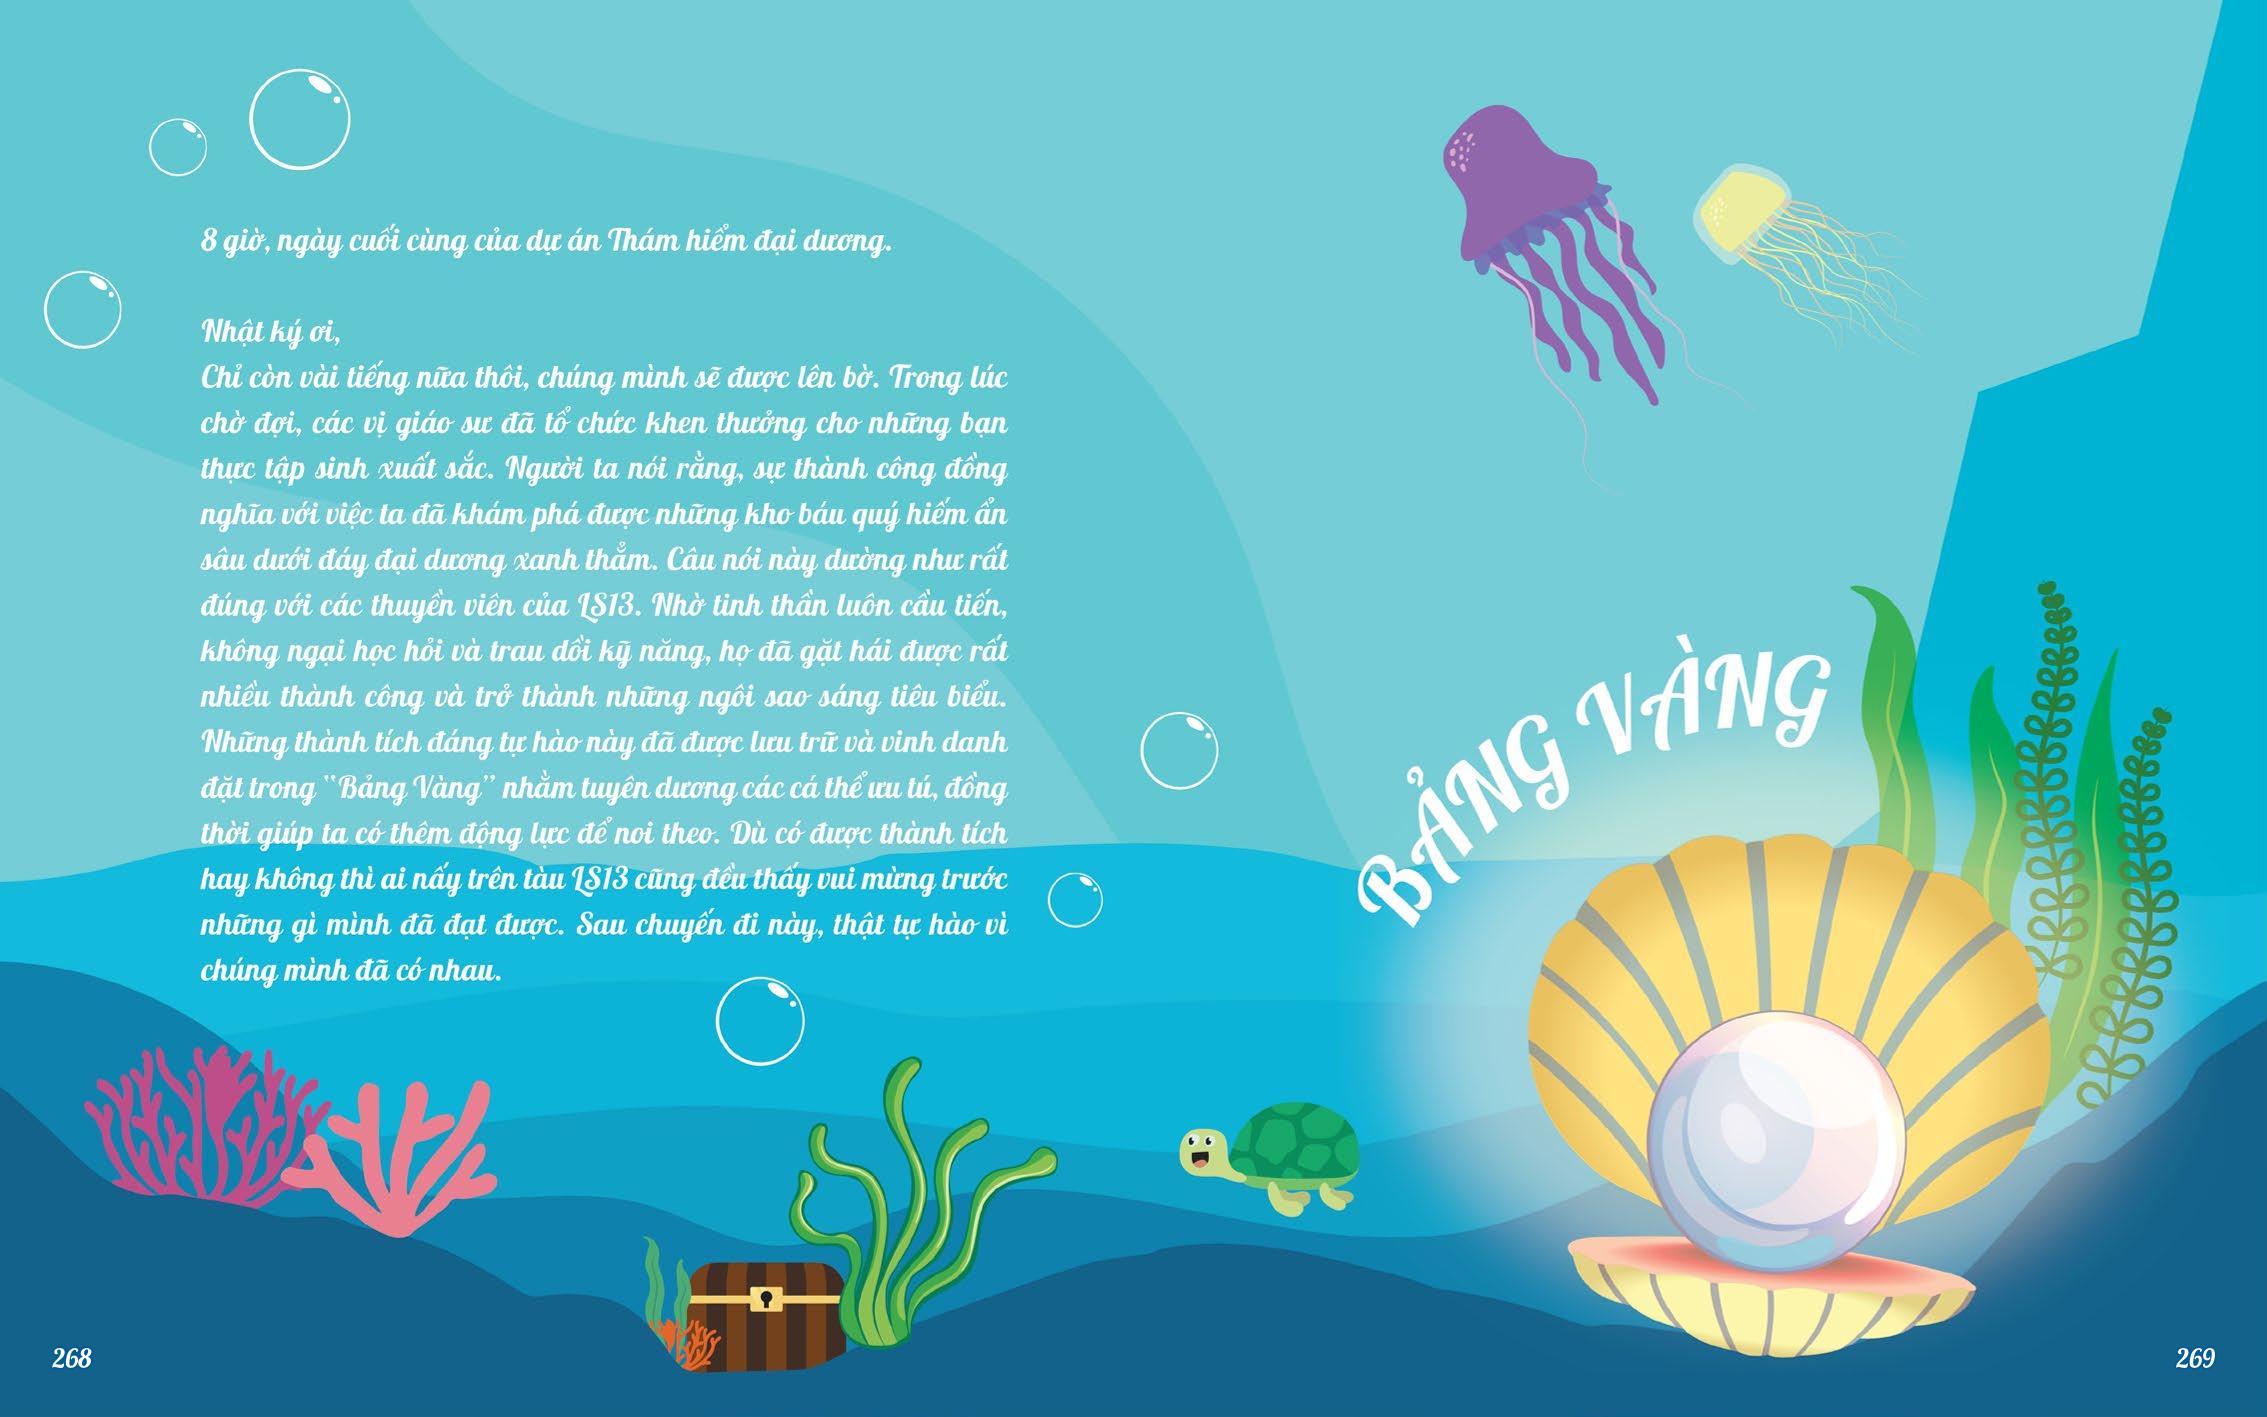 8 giờ, ngày cuối cùng của dự án Thám hiểm đại dương.
Nhật ký ơi,
Chỉ còn vài tiếng nữa thôi, chúng mình sẽ được lên bờ. Trong lúc
chờ đợi, các vị giáo sư đã tổ chức khen thưởng cho những bạn
thực tập sinh xuất sắc. Người ta nói rằng, sự thành công đồng
nghĩa với việc ta đã khám phá được những kho báu quý hiếm ẩn
sâu dưới đáy đại dương xanh thẳm. Câu nói này dường như rất
đúng với các thuyền viên của LS13. Nhờ tinh thần luôn cầu tiến,
không ngại học hỏi và trau dồi kỹ năng, họ đã gặt hái được rất
nhiều thành công và trở thành những ngôi sao sáng tiêu biểu.
Những thành tích đáng tự hào này đã được lưu trữ và vinh danh
đặt trong “Bảng Vàng” nhằm tuyên dương các cá thể ưu tú, đồng
thời giúp ta có thêm động lực để noi theo. Dù có được thành tích
hay không thì ai nấy trên tàu LS13 cũng đều thấy vui mừng trước
những gì mình đã đạt được. Sau chuyến đi này, thật tự hào vì
chúng mình đã có nhau.
268
BẢNG VÀNG
269